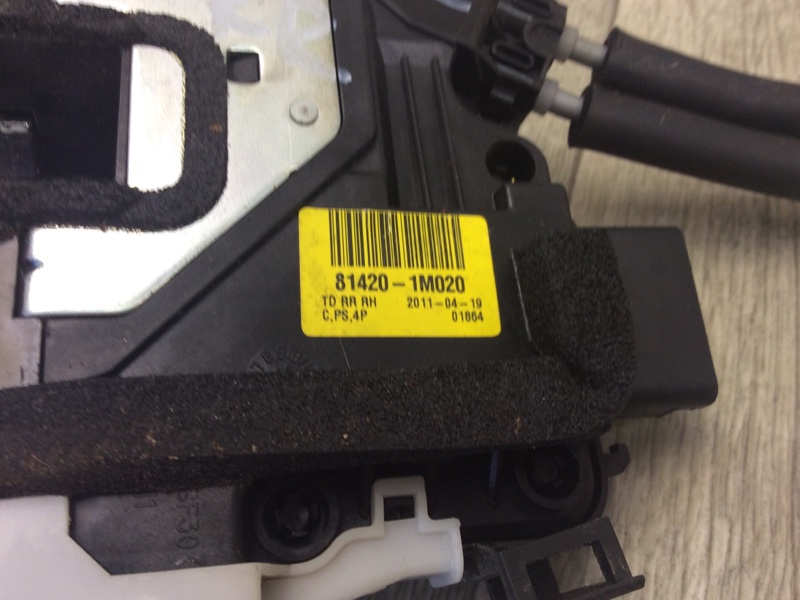 81420-1M020
TD RR RH 2011-04-19
C,PS,4P 01864